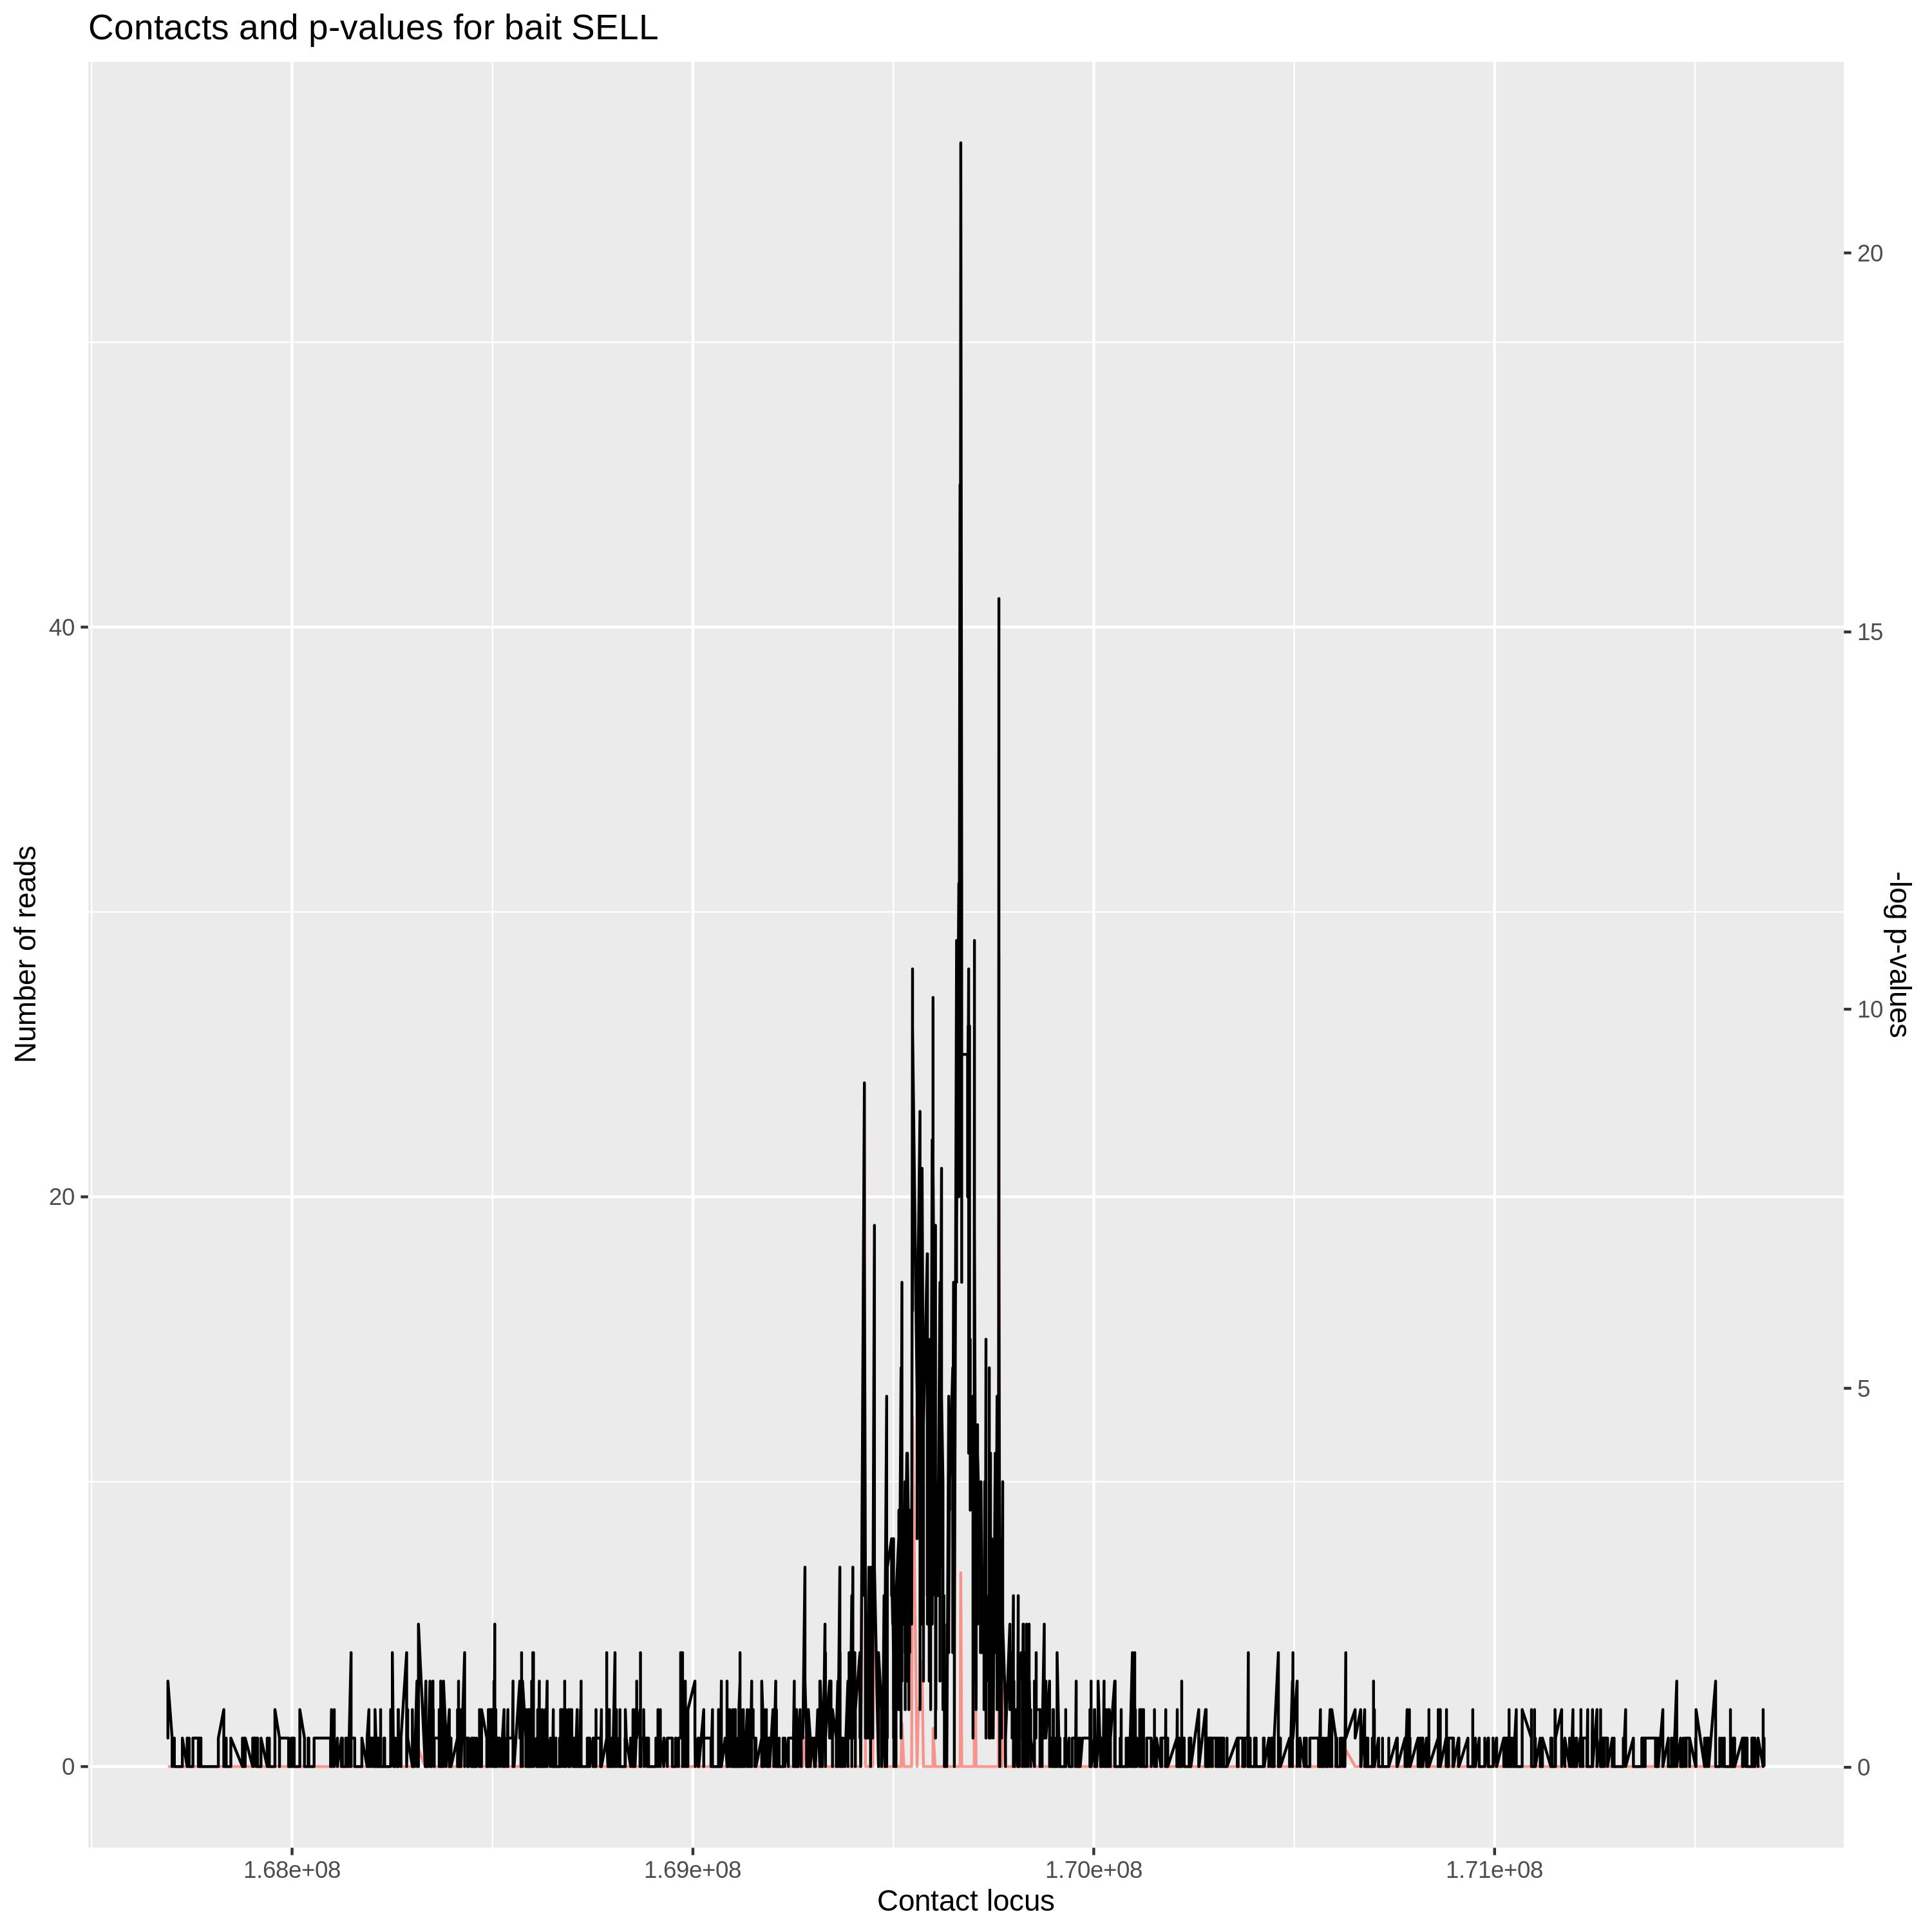 Contacts and p-values for bait SELL
Number of reads
40
20
0
20
15
10
5
0
-log p-values
1.68e+08 1.69e+08 1.70e+08 1.71e+08
Contact locus